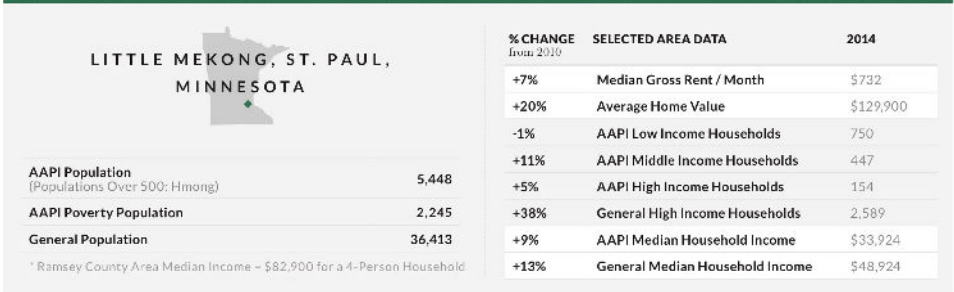 LITTLE MEKONG, ST. PAUL,
MINNESOTA
AAPI Population 5,448
(Populations Over 500: Hmong)
AAPI Poverty Population 2,245
General Population 36,413
* Ramsey County Area Median Income – $82,900 for a 4-Person Household
% CHANGE SELECTED AREA DATA 2014
from 2010
+7% Median Gross Rent / Month $732
+20% Average Home Value $129,900
-1% AAPI Low Income Households 750
+11% AAPI Middle Income Households 447
+5% AAPI High Income Households 154
+38% General High Income Households 2,589
+9% AAPI Median Household Income $33,924
+13% General Median Household Income $48,924